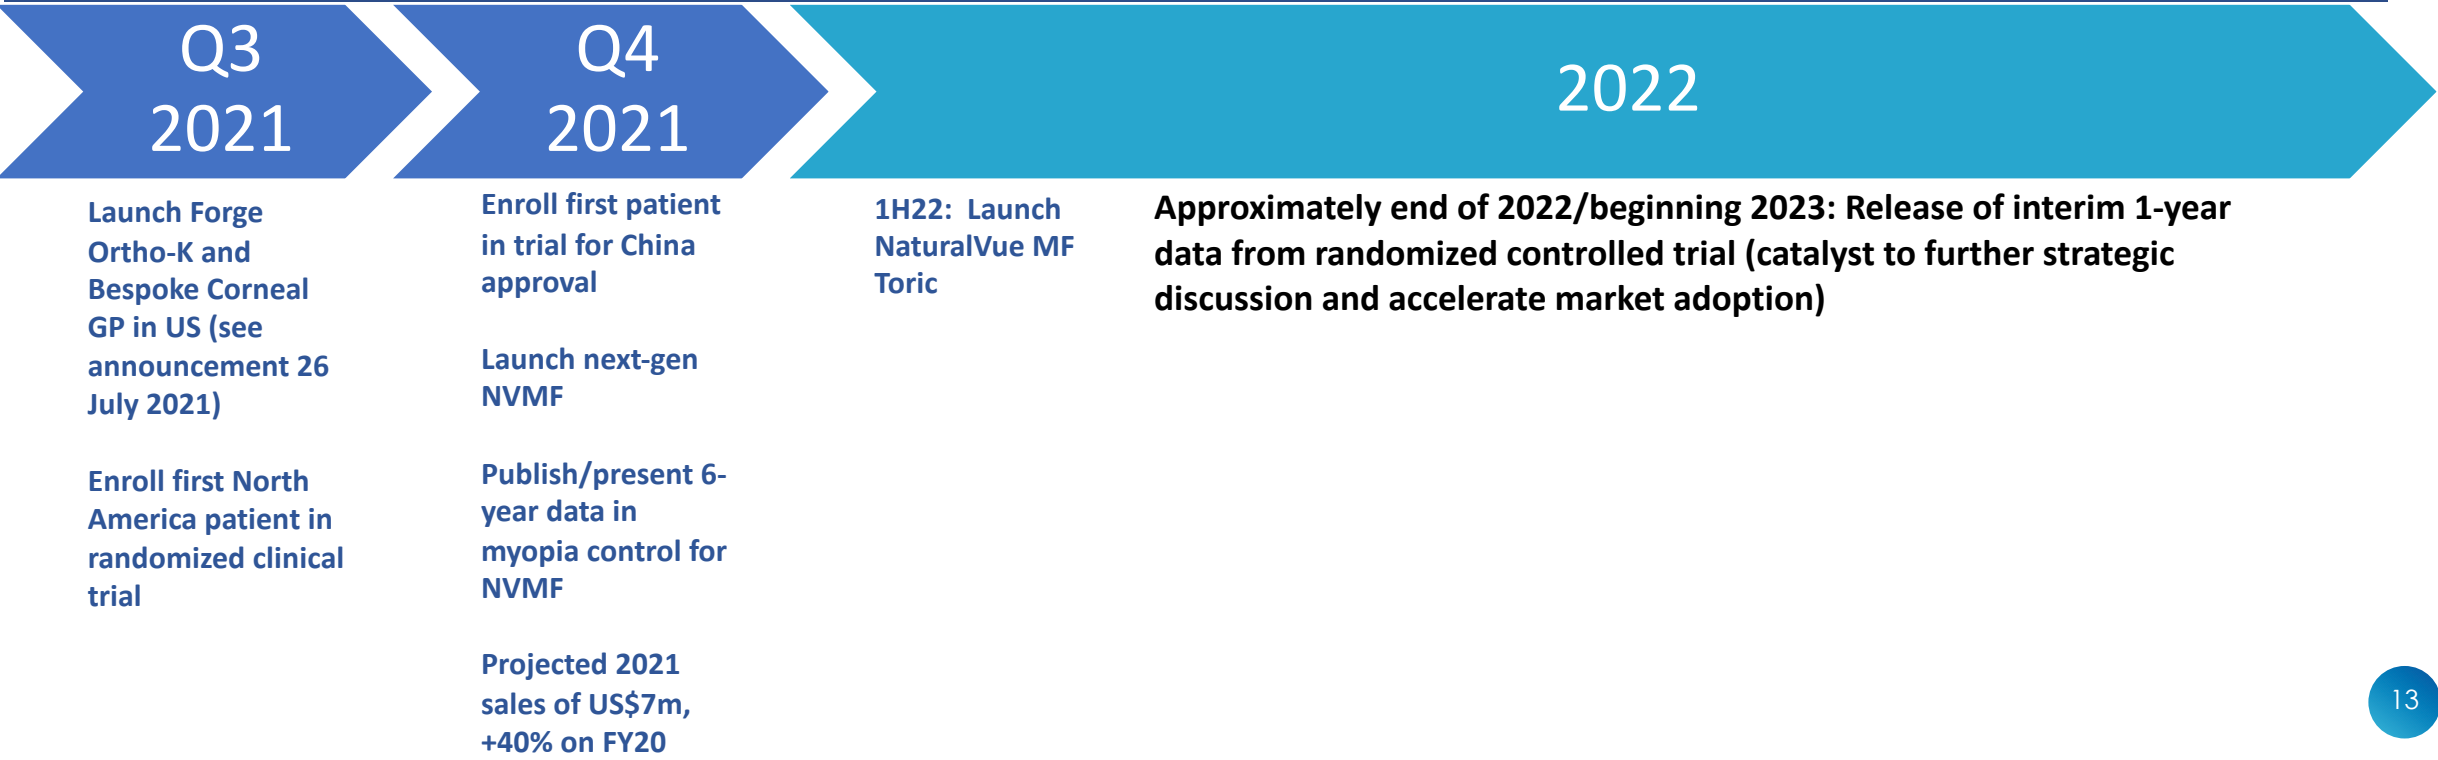 Q3
2021
Q4
2021
2022
Launch Forge
Ortho-K and
Bespoke Corneal
GP in US (see
announcement 26
July 2021)
Enroll first North
America patient in
randomized clinical
trial
Enroll first patient
in trial for China
approval
Launch next-gen
NVMF
Publish/present 6-
year data in
myopia control for
NVMF
Projected 2021
sales of US$7m,
+40% on FY20
1H22: Launch
NaturalVue MF
Toric
Approximately end of 2022/beginning 2023: Release of interim 1-year
data from randomized controlled trial (catalyst to further strategic
discussion and accelerate market adoption)
13